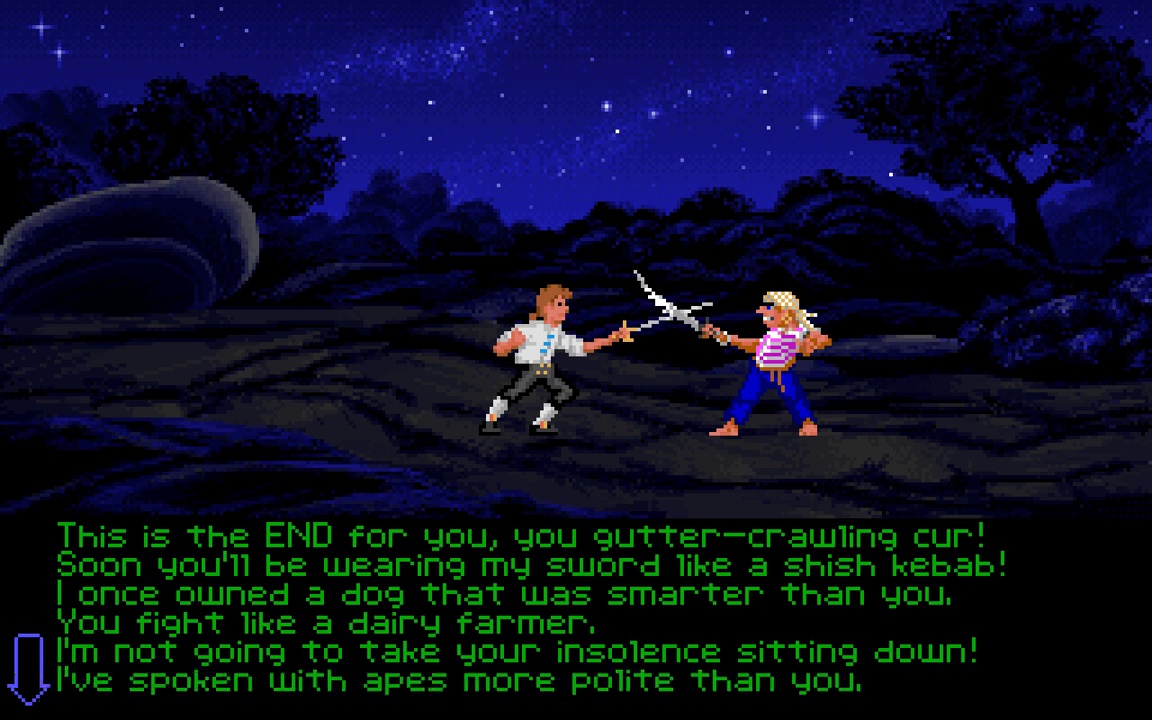 This is the END for you, you gutter-crawling cur!
Soon you'll be wearing my sword like a shish kebab!
I once owned a dog that was smarter than you.
You fight like a dairy farmer.
I'm not going to take your insolence sitting down!
I've spoken with apes more polite than you.